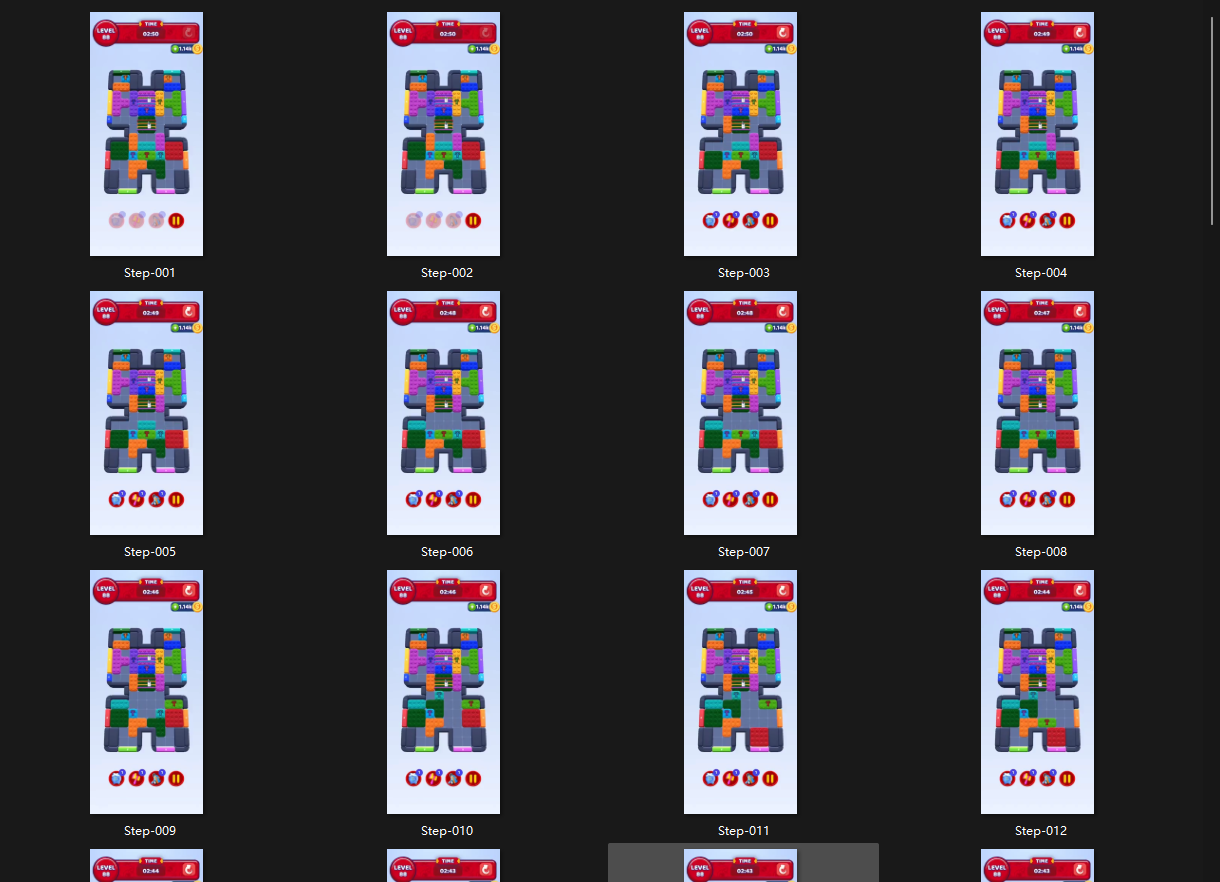 LEVEL 88 TIME 02:50 1.14k
LEVEL 88 TIME 02:50 1.14k
LEVEL 88 TIME 02:50 1.14k
LEVEL 88 TIME 02:49 1.14k
Step-001
Step-002
Step-003
Step-004
LEVEL 88 TIME 02:49 1.14k
LEVEL 88 TIME 02:48 1.14k
LEVEL 88 TIME 02:48 1.14k
LEVEL 88 TIME 02:47 1.14k
Step-005
Step-006
Step-007
Step-008
LEVEL 88 TIME 02:46 1.14k
LEVEL 88 TIME 02:46 1.14k
LEVEL 88 TIME 02:45 1.14k
LEVEL 88 TIME 02:44 1.14k
Step-009
Step-010
Step-011
Step-012
LEVEL 88 TIME 02:44
LEVEL 88 TIME 02:43
LEVEL 88 TIME 02:43
LEVEL 88 TIME 02:43